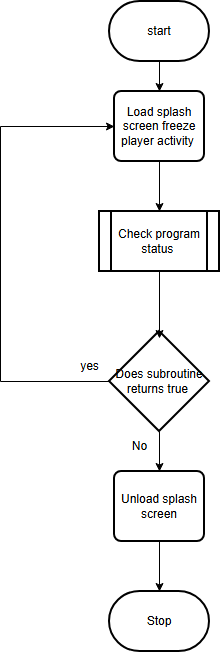 start
Load splash
screen freeze
player activity
Check program
status
yes
Does subroutine
returns true
No
Unload splash
screen
Stop